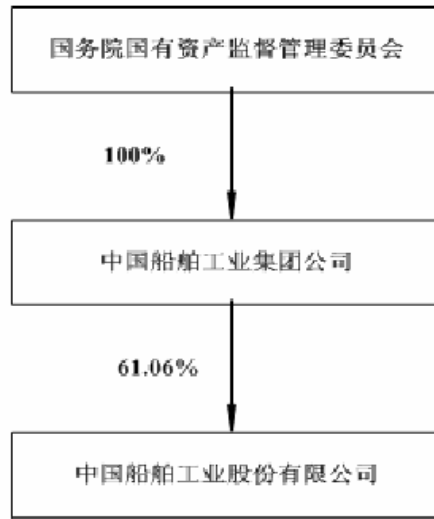 国务院国有资产监督管理委员会
100%
中国船舶工业集团公司
61.06%
中国船舶工业股份有限公司